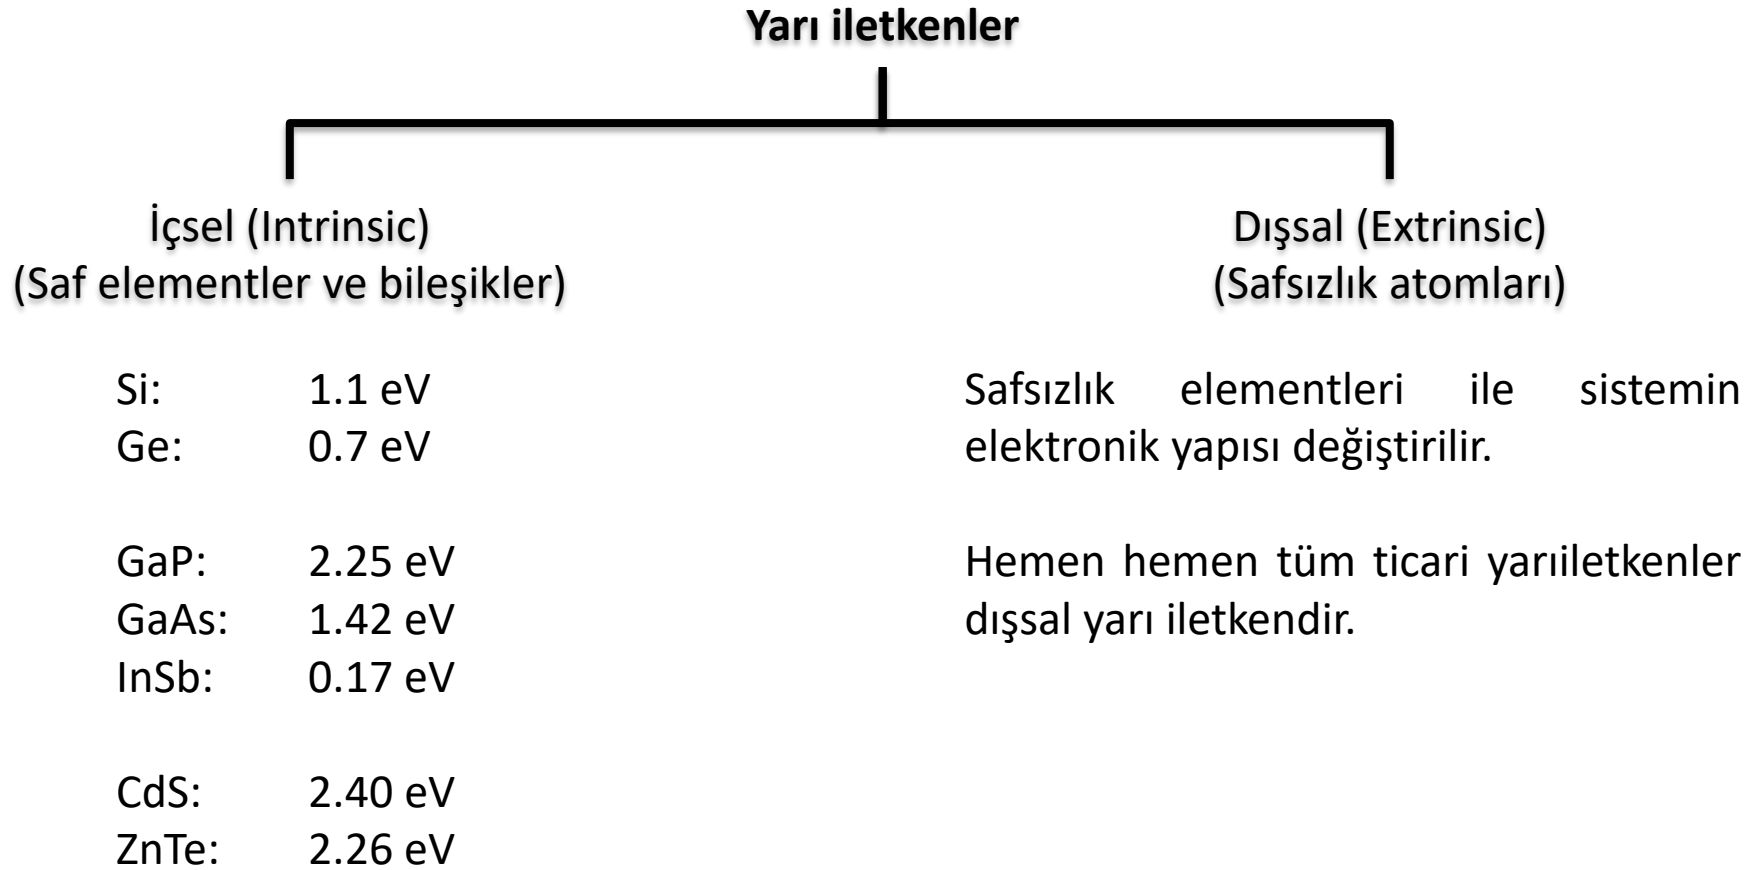 Yarı iletkenler
İçsel (Intrinsic)
(Saf elementler ve bileşikler)
Si: 1.1 eV
Ge: 0.7 eV
GaP: 2.25 eV
GaAs: 1.42 eV
InSb: 0.17 eV
CdS: 2.40 eV
ZnTe: 2.26 eV
Dışsal (Extrinsic)
(Safsızlık atomları)
Safsızlık elementleri ile sistemin
elektronik yapısı değiştirilir.
Hemen hemen tüm ticari yarıiletkenler
dışsal yarı iletkendir.